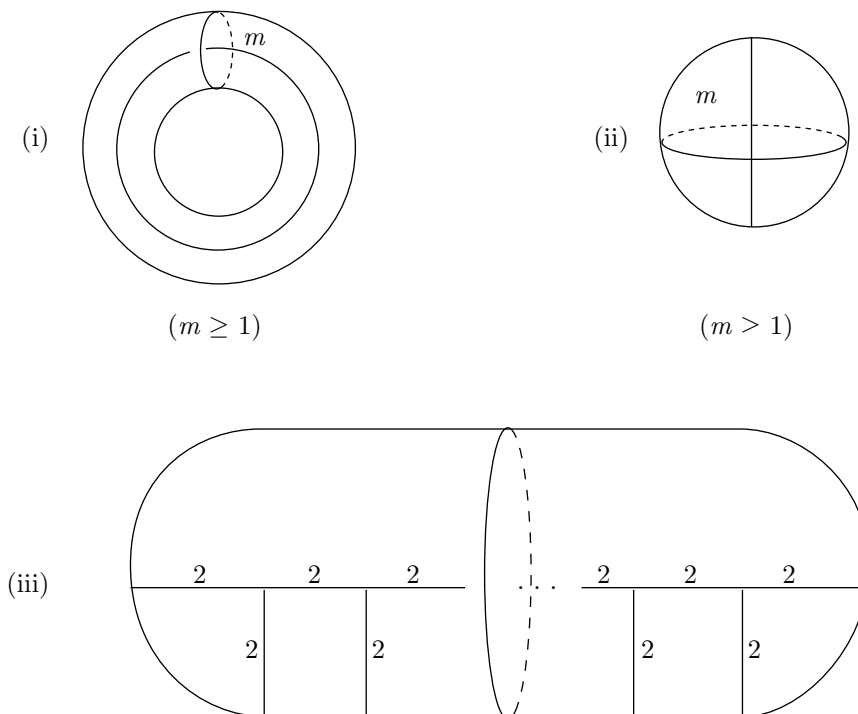 m
(i)
m
(ii)
(m ≥ 1)
(m > 1)
(iii)
2 2 2 . . . 2 2 2
2 2 2 2